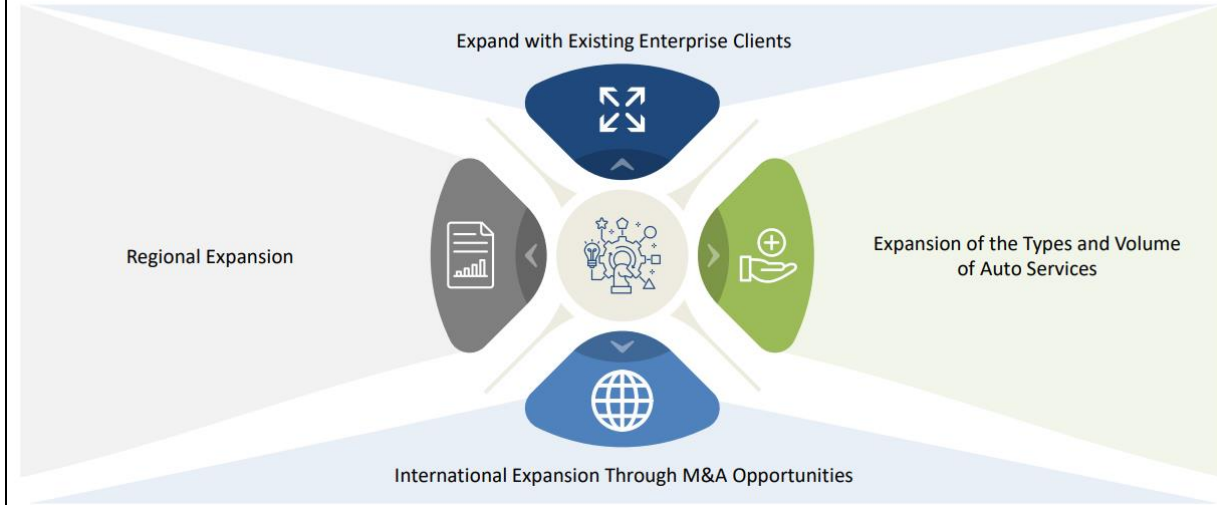 Expand with Existing Enterprise Clients
Regional Expansion
Expansion of the Types and Volume
of Auto Services
International Expansion Through M&A Opportunities